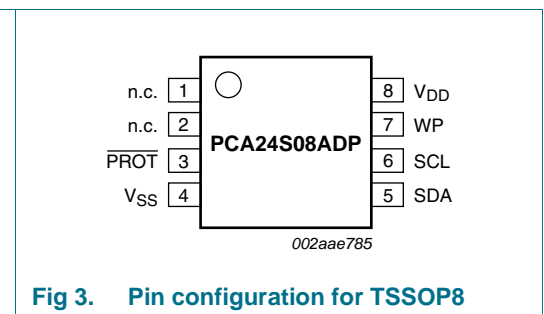 n.c. 1 8 VDD
n.c. 2 PCA24S08ADP 7 WP
PROT 3 6 SCL
VSS 4 5 SDA
002aae785
Fig 3. Pin configuration for TSSOP8